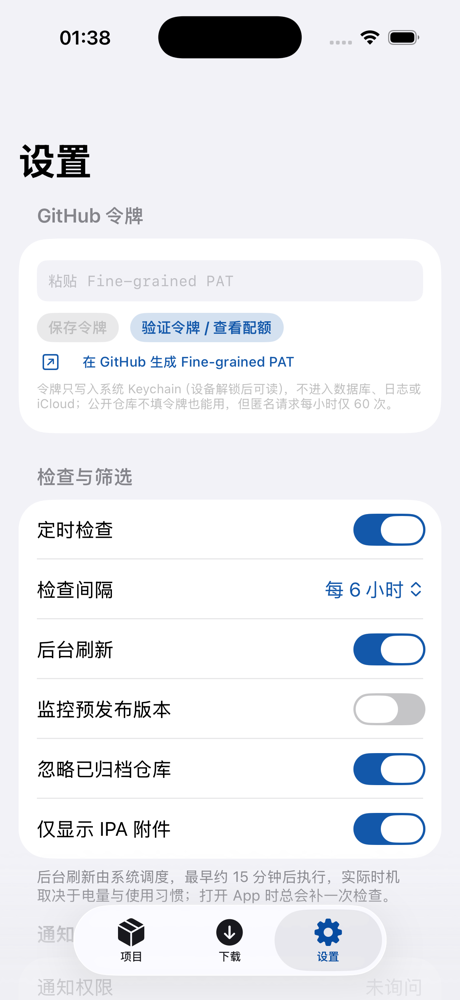 01:38
设置
GitHub 令牌
粘贴 Fine-grained PAT
保存令牌
验证令牌 / 查看配额
在 GitHub 生成 Fine-grained PAT
令牌只写入系统 Keychain（设备解锁后可读），不进入数据库、日志或
iCloud；公开仓库不填令牌也能用，但匿名请求每小时仅 60 次。
检查与筛选
定时检查
检查间隔
每 6 小时
后台刷新
监控预发布版本
忽略已归档仓库
仅显示 IPA 附件
后台刷新由系统调度，最早约 15 分钟后执行，实际时机
取决于电量与使用习惯；打开 App 时总会补一次检查。
通知
项目
下载
设置
通知权限
未询问